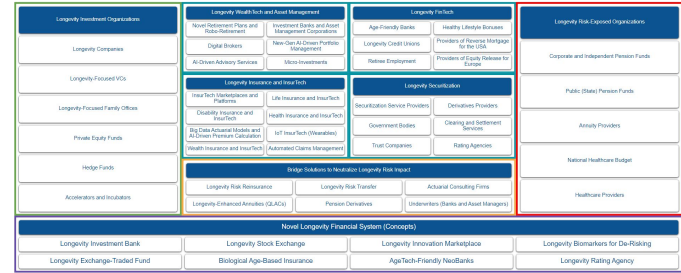 Longevity Investment Organizations
Longevity Companies
Longevity-Focused VCs
Longevity-Focused Family Offices
Private Equity Funds
Hedge Funds
Accelerators and Incubators
Longevity WealthTech and Asset Management
Novel Retirement Plans and
Robo-Retirement
Investment Banks and Asset
Management Corporations
Digital Brokers
New-Gen AI-Driven Portfolio
Management
AI-Driven Advisory Services
Micro-Investments
Longevity FinTech
Age-Friendly Banks
Healthy Lifestyle Bonuses
Longevity Credit Unions
Providers of Reverse Mortgage
for the USA
Retiree Employment
Providers of Equity Release for
Europe
Longevity Insurance and InsurTech
InsurTech Marketplaces and
Platforms
Life Insurance and InsurTech
Disability Insurance and
InsurTech
Health Insurance and InsurTech
Big Data Actuarial Models and
AI-Driven Premium Calculation
IoT InsurTech (Wearables)
Wealth Insurance and InsurTech
Automated Claims Management
Longevity Securitization
Securitization Service Providers
Derivatives Providers
Government Bodies
Clearing and Settlement
Services
Trust Companies
Rating Agencies
Bridge Solutions to Neutralize Longevity Risk Impact
Longevity Risk Reinsurance
Longevity Risk Transfer
Actuarial Consulting Firms
Longevity-Enhanced Annuities (QLACs)
Pension Derivatives
Underwriters (Banks and Asset Managers)
Longevity Risk-Exposed Organizations
Corporate and Independent Pension Funds
Public (State) Pension Funds
Annuity Providers
National Healthcare Budget
Healthcare Providers
Novel Longevity Financial System (Concepts)
Longevity Investment Bank
Longevity Stock Exchange
Longevity Innovation Marketplace
Longevity Biomarkers for De-Risking
Longevity Exchange-Traded Fund
Biological Age-Based Insurance
AgeTech-Friendly NeoBanks
Longevity Rating Agency